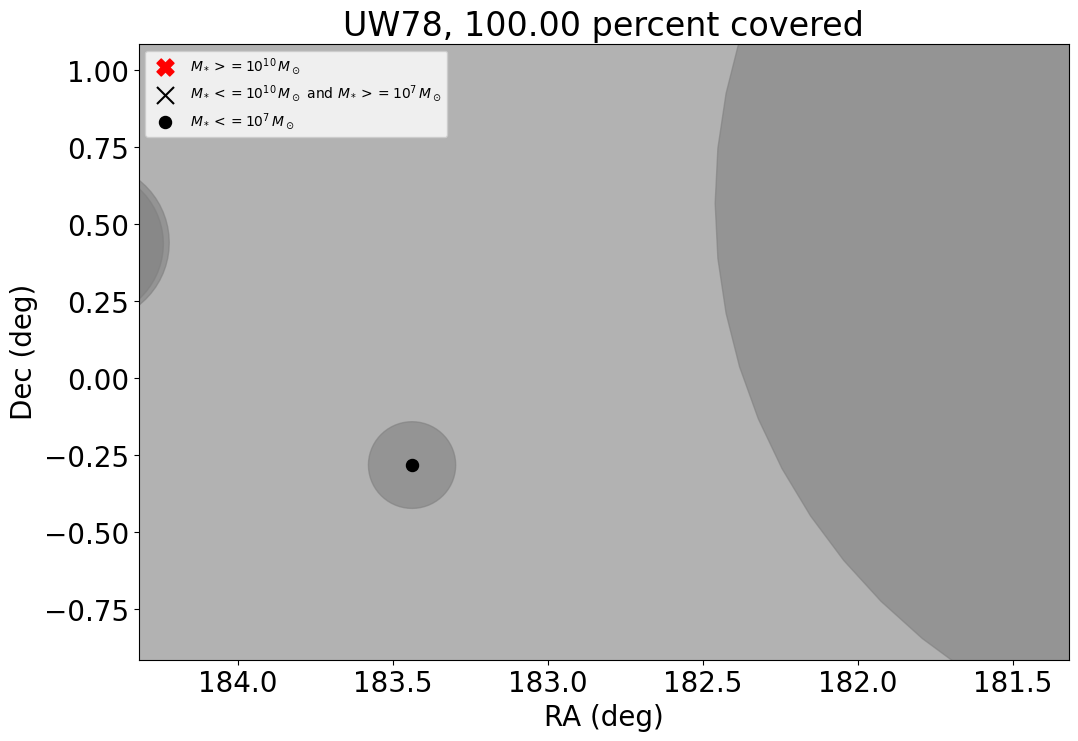 UW78, 100.00 percent covered
M* >= 10^10 M⊙
M* <= 10^10 M⊙ and M* >= 10^7 M⊙
M* <= 10^7 M⊙
1.00
0.75
0.50
0.25
0.00
−0.25
−0.50
−0.75
Dec (deg)
184.0 183.5 183.0 182.5 182.0 181.5
RA (deg)